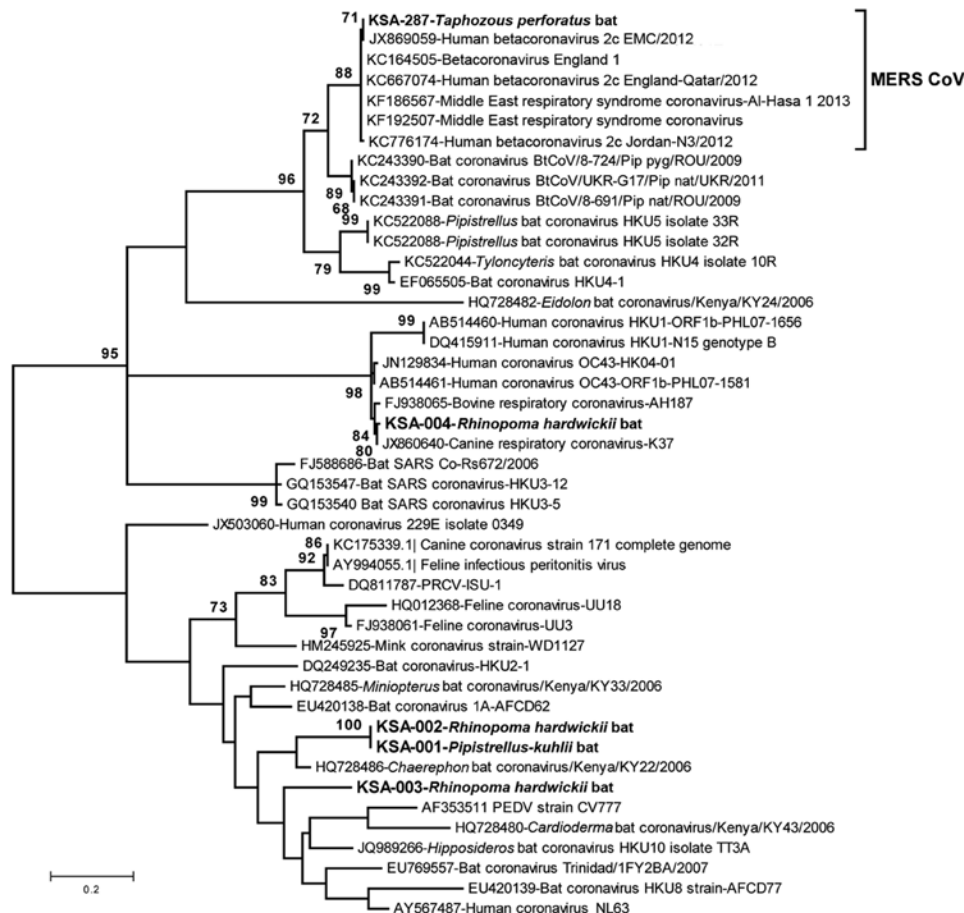 71
KSA-287-Taphozous perforatus bat
JX869059-Human betacoronavirus 2c EMC/2012
KC164505-Betacoronavirus England 1
88
KC667074-Human betacoronavirus 2c England-Qatar/2012
MERS CoV
KF186567-Middle East respiratory syndrome coronavirus-Al-Hasa 1 2013
72
KF192507-Middle East respiratory syndrome coronavirus
KC776174-Human betacoronavirus 2c Jordan-N3/2012
KC243390-Bat coronavirus BtCoV/8-724/Pip pyg/ROU/2009
96
KC243392-Bat coronavirus BtCoV/UKR-G17/Pip nat/UKR/2011
89
KC243391-Bat coronavirus BtCoV/8-691/Pip nat/ROU/2009
68
99
KC522088-Pipistrellus bat coronavirus HKU5 isolate 33R
KC522088-Pipistrellus bat coronavirus HKU5 isolate 32R
79
KC522044-Tyloncyteris bat coronavirus HKU4 isolate 10R
99
EF065505-Bat coronavirus HKU4-1
HQ728482-Eidolon bat coronavirus/Kenya/KY24/2006
99
AB514460-Human coronavirus HKU1-ORF1b-PHL07-1656
DQ415911-Human coronavirus HKU1-N15 genotype B
95
JN129834-Human coronavirus OC43-HK04-01
98
AB514461-Human coronavirus OC43-ORF1b-PHL07-1581
FJ938065-Bovine respiratory coronavirus-AH187
KSA-004-Rhinopoma hardwickii bat
84
80
JX860640-Canine respiratory coronavirus-K37
FJ588686-Bat SARS Co-Rs672/2006
GQ153547-Bat SARS coronavirus-HKU3-12
99
GQ153540 Bat SARS coronavirus HKU3-5
JX503060-Human coronavirus 229E isolate 0349
86
KC175339.1| Canine coronavirus strain 171 complete genome
92
AY994055.1| Feline infectious peritonitis virus
83
DQ811787-PRCV-ISU-1
73
HQ012368-Feline coronavirus-UU18
97
FJ938061-Feline coronavirus-UU3
HM245925-Mink coronavirus strain-WD1127
DQ249235-Bat coronavirus-HKU2-1
HQ728485-Miniopterus bat coronavirus/Kenya/KY33/2006
EU420138-Bat coronavirus 1A-AFCD62
100
KSA-002-Rhinopoma hardwickii bat
KSA-001-Pipistrellus-kuhlii bat
HQ728486-Chaerephon bat coronavirus/Kenya/KY22/2006
KSA-003-Rhinopoma hardwickii bat
AF353511 PEDV strain CV777
HQ728480-Cardioderma bat coronavirus/Kenya/KY43/2006
JQ989266-Hipposideros bat coronavirus HKU10 isolate TT3A
EU769557-Bat coronavirus Trinidad/1FY2BA/2007
EU420139-Bat coronavirus HKU8 strain-AFCD77
AY567487-Human coronavirus NL63
0.2